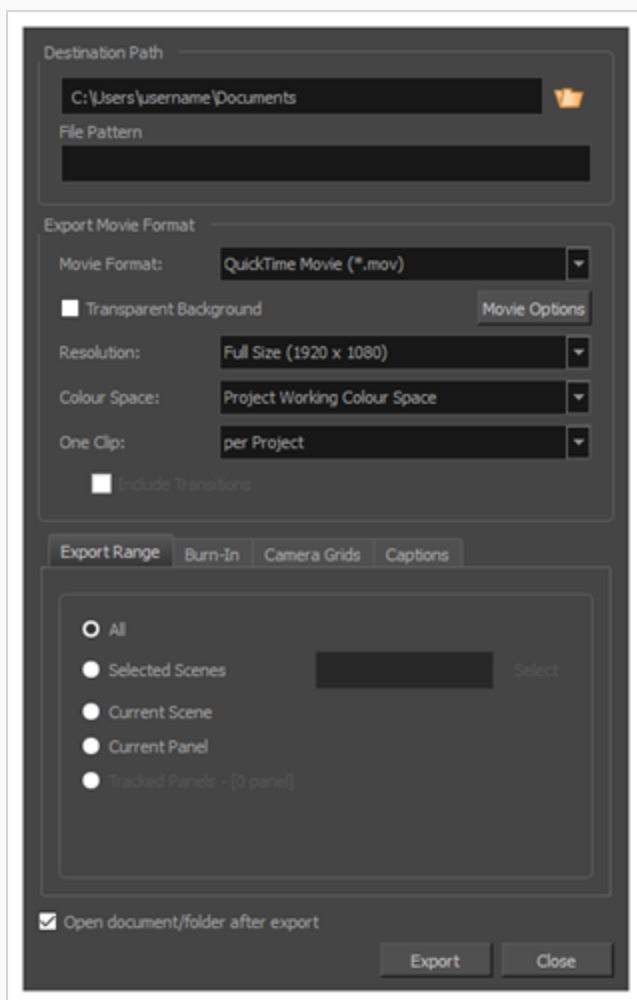 Destination Path
C:\Users\username\Documents
File Pattern
Export Movie Format
Movie Format: QuickTime Movie (*.mov)
Transparent Background Movie Options
Resolution: Full Size (1920 x 1080)
Colour Space: Project Working Colour Space
One Clip: per Project
Include Transitions
Export Range Burn-In Camera Grids Captions
All
Selected Scenes Select
Current Scene
Current Panel
Tracked Panels - [0 panel]
Open document/folder after export
Export Close